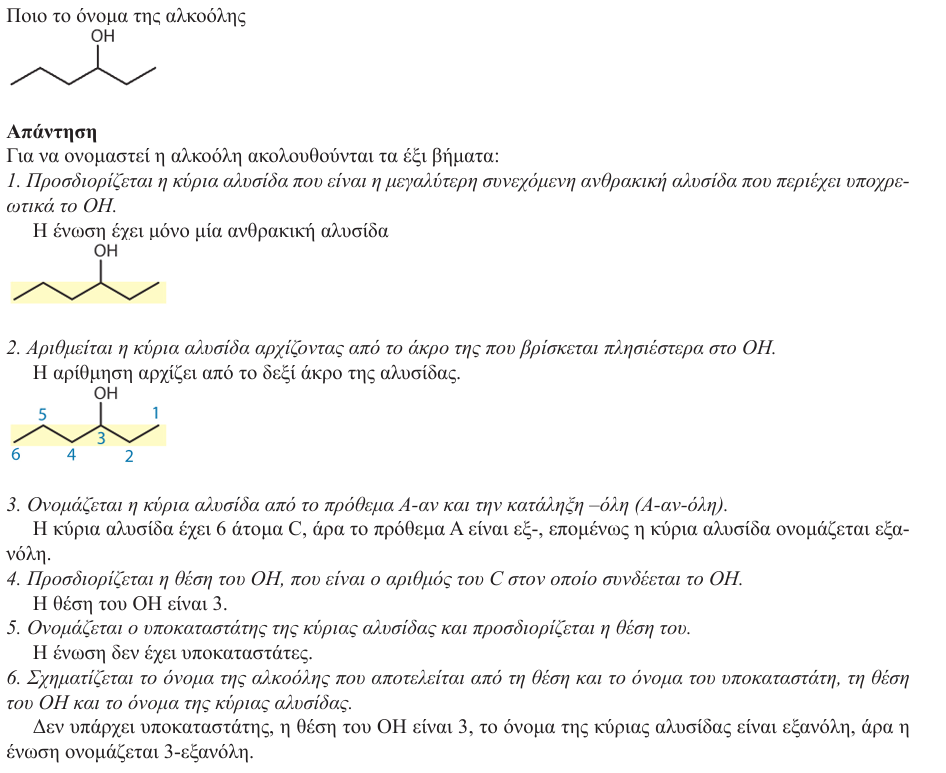 Ποιο το όνομα της αλκοόλης
OH
Απάντηση
Για να ονομαστεί η αλκοόλη ακολουθούνται τα έξι βήματα:
1. Προσδιορίζεται η κύρια αλυσίδα που είναι η μεγαλύτερη συνεχόμενη ανθρακική αλυσίδα που περιέχει υποχρε-
ωτικά το ΟΗ.
Η ένωση έχει μόνο μία ανθρακική αλυσίδα
OH
2. Αριθμείται η κύρια αλυσίδα αρχίζοντας από το άκρο της που βρίσκεται πλησιέστερα στο ΟΗ.
Η αρίθμηση αρχίζει από το δεξί άκρο της αλυσίδας.
OH
5 1
3
6 4 2
3. Ονομάζεται η κύρια αλυσίδα από το πρόθεμα Α-αν και την κατάληξη –όλη (Α-αν-όλη).
Η κύρια αλυσίδα έχει 6 άτομα C, άρα το πρόθεμα Α είναι εξ-, επομένως η κύρια αλυσίδα ονομάζεται εξα-
νόλη.
4. Προσδιορίζεται η θέση του ΟΗ, που είναι ο αριθμός του C στον οποίο συνδέεται το ΟΗ.
Η θέση του ΟΗ είναι 3.
5. Ονομάζεται ο υποκαταστάτης της κύριας αλυσίδας και προσδιορίζεται η θέση του.
Η ένωση δεν έχει υποκαταστάτες.
6. Σχηματίζεται το όνομα της αλκοόλης που αποτελείται από τη θέση και το όνομα του υποκαταστάτη, τη θέση
του ΟΗ και το όνομα της κύριας αλυσίδας.
Δεν υπάρχει υποκαταστάτης, η θέση του ΟΗ είναι 3, το όνομα της κύριας αλυσίδας είναι εξανόλη, άρα η
ένωση ονομάζεται 3-εξανόλη.